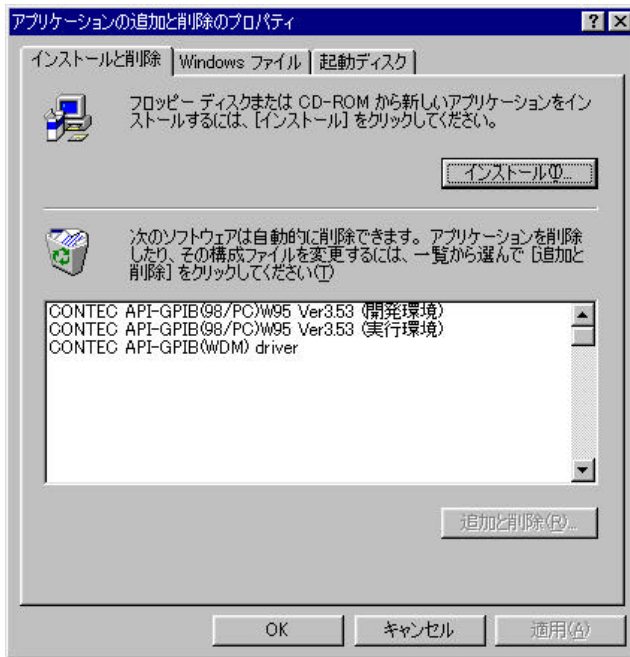 アプリケーションの追加と削除のプロパティ
インストールと削除
Windows ファイル
起動ディスク
フロッピー ディスクまたは CD-ROM から新しいアプリケーションをイン
ストールするには、[インストール] をクリックしてください。
インストール(I)...
次のソフトウェアは自動的に削除できます。アプリケーションを削除
したり、その構成ファイルを変更するには、一覧から選んで [追加と
削除] をクリックしてください(T)
CONTEC API-GPIB(98/PC)W95 Ver3.53 (開発環境)
CONTEC API-GPIB(98/PC)W95 Ver3.53 (実行環境)
CONTEC API-GPIB(WDM) driver
追加と削除(R)...
OK
キャンセル
適用(A)